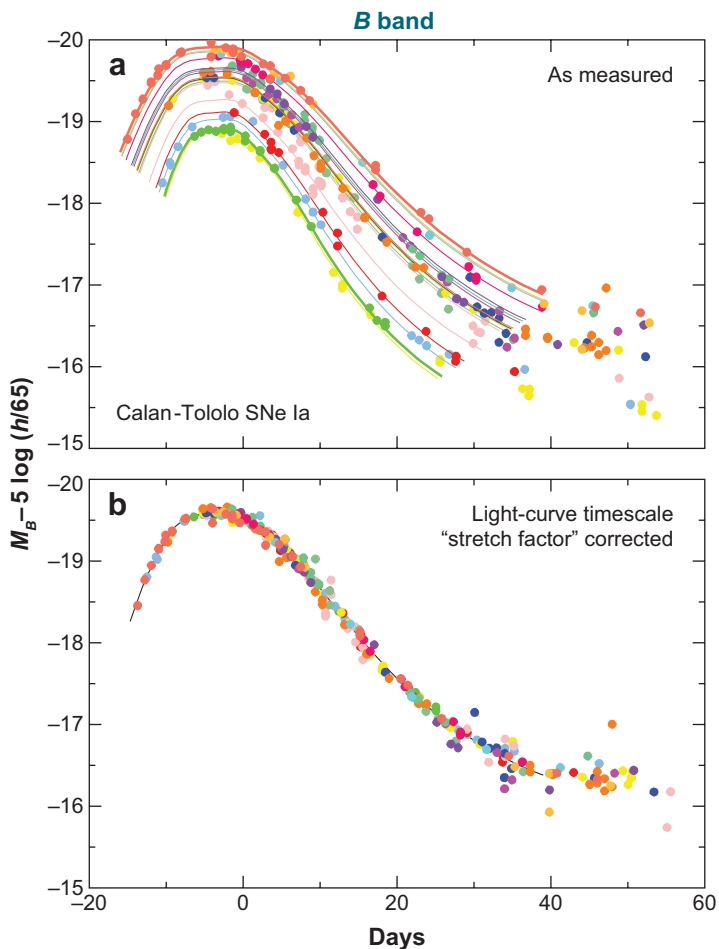 B band
a
As measured
–20
–19
–18
–17
–16
–15
Calan-Tololo SNe Ia
M_B – 5 log (h/65)
b
Light-curve timescale
“stretch factor” corrected
–20
–19
–18
–17
–16
–15
–20
0
20
40
60
Days